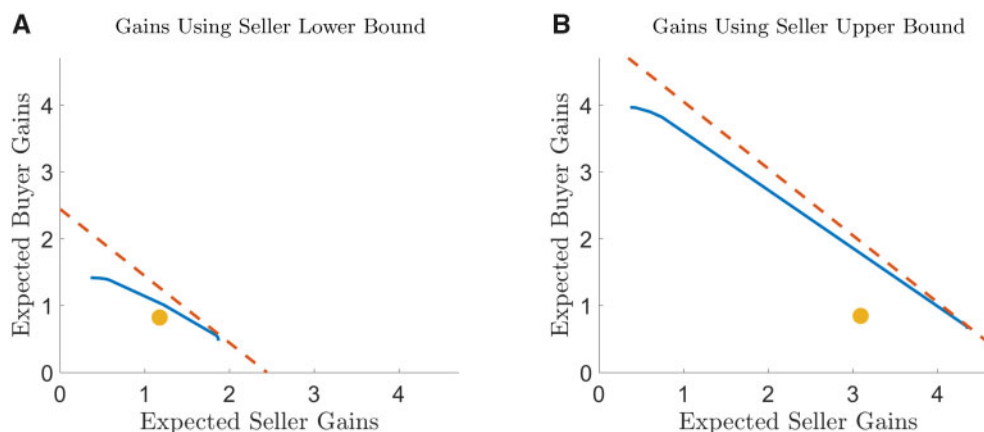 A
Gains Using Seller Lower Bound
Expected Buyer Gains
4
3
2
1
0
0 1 2 3 4
Expected Seller Gains
B
Gains Using Seller Upper Bound
Expected Buyer Gains
4
3
2
1
0
0 1 2 3 4
Expected Seller Gains